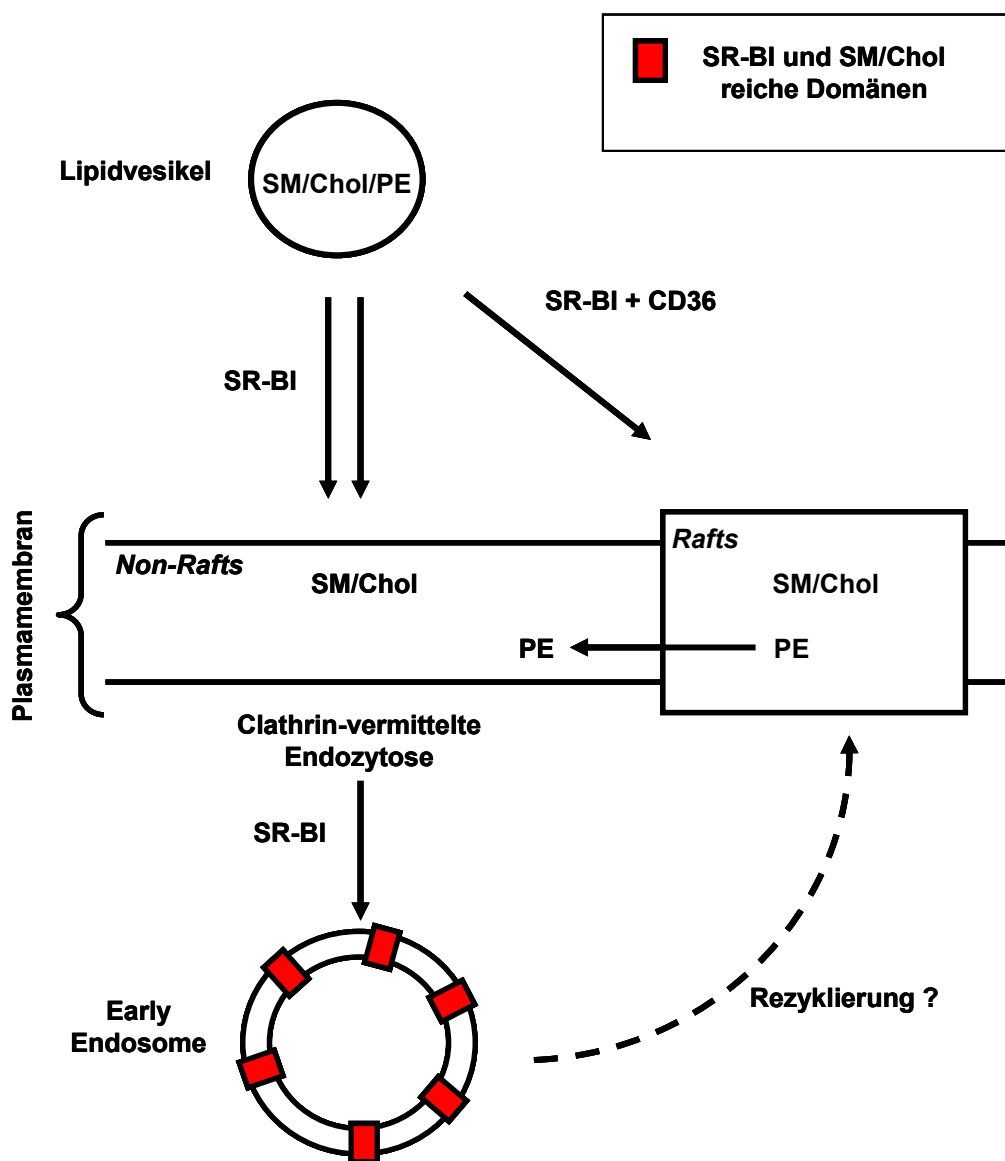 SR-BI und SM/Chol
reiche Domänen
Lipidvesikel
SM/Chol/PE
SR-BI + CD36
SR-BI
Plasmamembran
Non-Rafts
Rafts
SM/Chol
SM/Chol
PE
PE
Clathrin-vermittelte
Endozytose
SR-BI
Rezyklierung ?
Early
Endosome